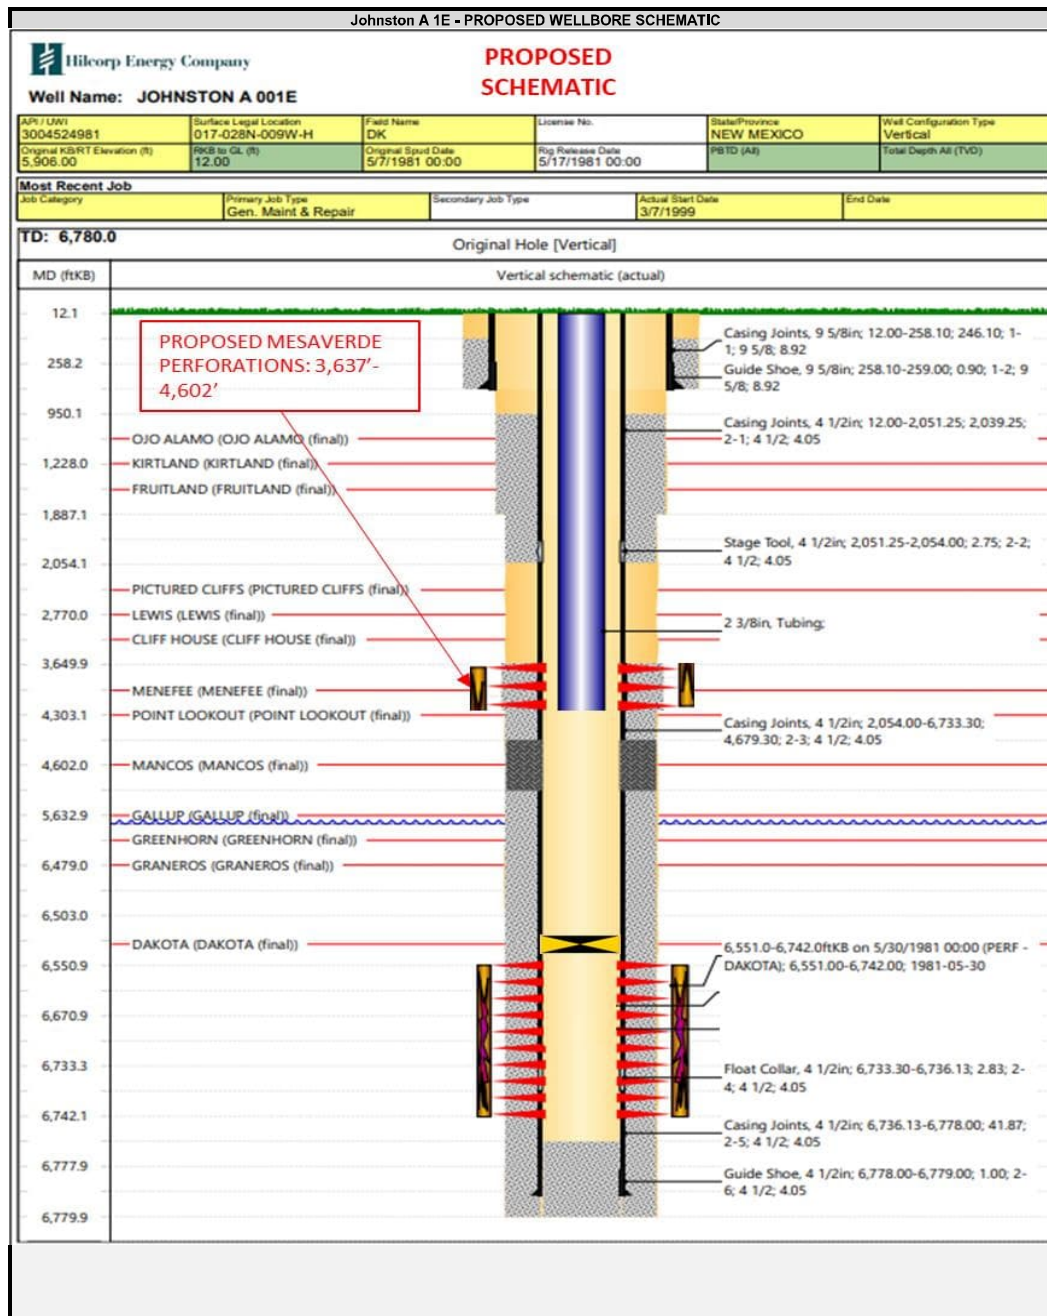 Johnston A 1E - PROPOSED WELLBORE SCHEMATIC
Hilcorp Energy Company
PROPOSED
SCHEMATIC
Well Name: JOHNSTON A 001E
API / UWI
3004524981
Surface Legal Location
017-028N-009W-H
Field Name
DK
License No.
State/Province
NEW MEXICO
Well Configuration Type
Vertical
Original KB/RT Elevation (ft)
5,906.00
RKB to GL (ft)
12.00
Original Spud Date
5/7/1981 00:00
Rig Release Date
5/17/1981 00:00
PBTD (All)
Total Depth All (TVD)
Most Recent Job
Job Category
Primary Job Type
Gen. Maint & Repair
Secondary Job Type
Actual Start Date
3/7/1999
End Date
TD: 6,780.0
Original Hole [Vertical]
MD (ftKB)
Vertical schematic (actual)
12.1
PROPOSED MESAVERDE
PERFORATIONS: 3,637'-
4,602'
Casing Joints, 9 5/8in; 12.00-258.10; 246.10; 1-
1; 9 5/8; 8.92
258.2
Guide Shoe, 9 5/8in; 258.10-259.00; 0.90; 1-2; 9
5/8; 8.92
950.1
Casing Joints, 4 1/2in; 12.00-2,051.25; 2,039.25;
2-1; 4 1/2; 4.05
OJO ALAMO (OJO ALAMO (final))
1,228.0
KIRTLAND (KIRTLAND (final))
FRUITLAND (FRUITLAND (final))
1,887.1
Stage Tool, 4 1/2in; 2,051.25-2,054.00; 2.75; 2-2;
4 1/2; 4.05
2,054.1
PICTURED CLIFFS (PICTURED CLIFFS (final))
2,770.0
LEWIS (LEWIS (final))
2 3/8in, Tubing;
CLIFF HOUSE (CLIFF HOUSE (final))
3,649.9
MENEFEE (MENEFEE (final))
4,303.1
POINT LOOKOUT (POINT LOOKOUT (final))
Casing Joints, 4 1/2in; 2,054.00-6,733.30;
4,679.30; 2-3; 4 1/2; 4.05
4,602.0
MANCOS (MANCOS (final))
5,632.9
GALLUP (GALLUP (final))
GREENHORN (GREENHORN (final))
6,479.0
GRANEROS (GRANEROS (final))
6,503.0
DAKOTA (DAKOTA (final))
6,551.0-6,742.0ftKB on 5/30/1981 00:00 (PERF -
DAKOTA); 6,551.00-6,742.00; 1981-05-30
6,550.9
6,670.9
6,733.3
Float Collar, 4 1/2in; 6,733.30-6,736.13; 2.83; 2-
4; 4 1/2; 4.05
6,742.1
Casing Joints, 4 1/2in; 6,736.13-6,778.00; 41.87;
2-5; 4 1/2; 4.05
6,777.9
Guide Shoe, 4 1/2in; 6,778.00-6,779.00; 1.00; 2-
6; 4 1/2; 4.05
6,779.9